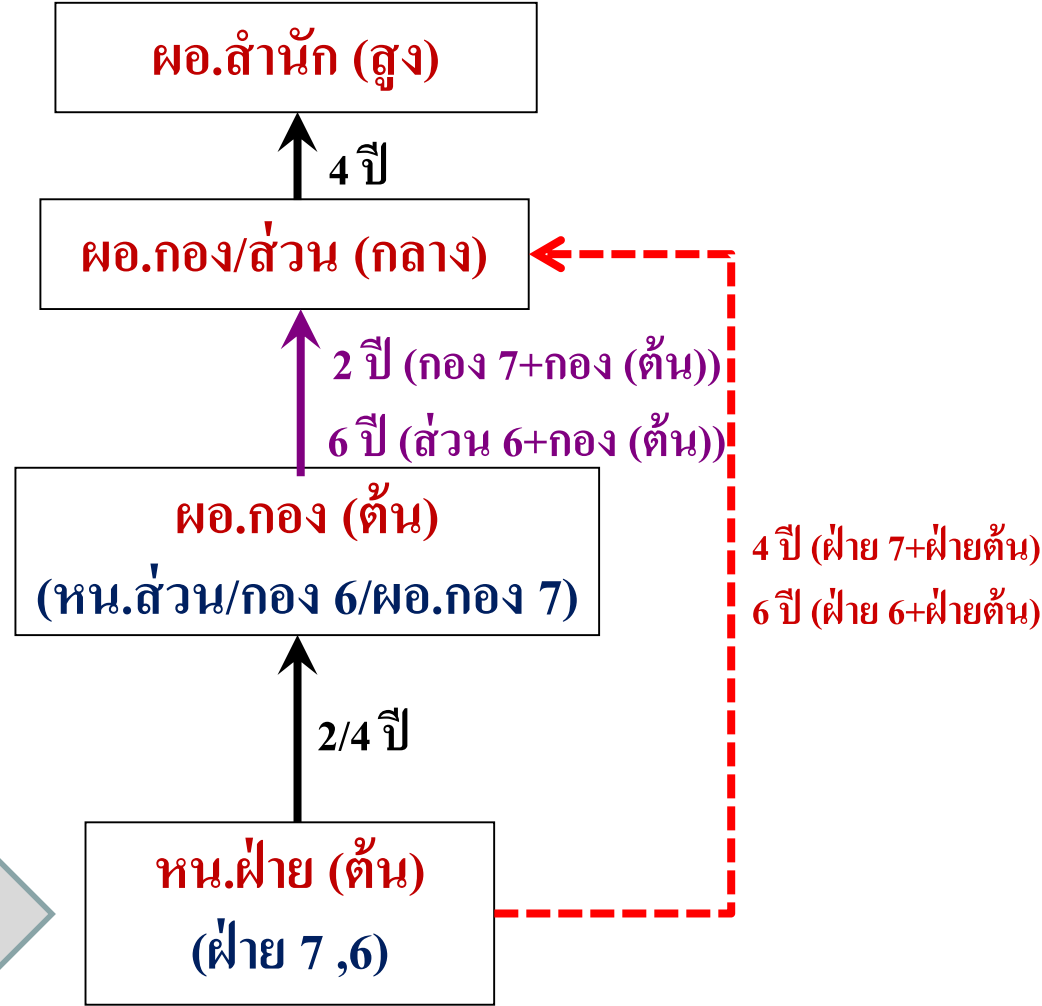 ผอ.สำนัก (สูง)
4 ปี
ผอ.กอง/ส่วน (กลาง)
2 ปี (กอง 7+กอง (ต้น))
6 ปี (ส่วน 6+กอง (ต้น))
ผอ.กอง (ต้น)
(หน.ส่วน/กอง 6/ผอ.กอง 7)
4 ปี (ฝ่าย 7+ฝ่ายต้น)
6 ปี (ฝ่าย 6+ฝ่ายต้น)
2/4 ปี
หน.ฝ่าย (ต้น)
(ฝ่าย 7 ,6)